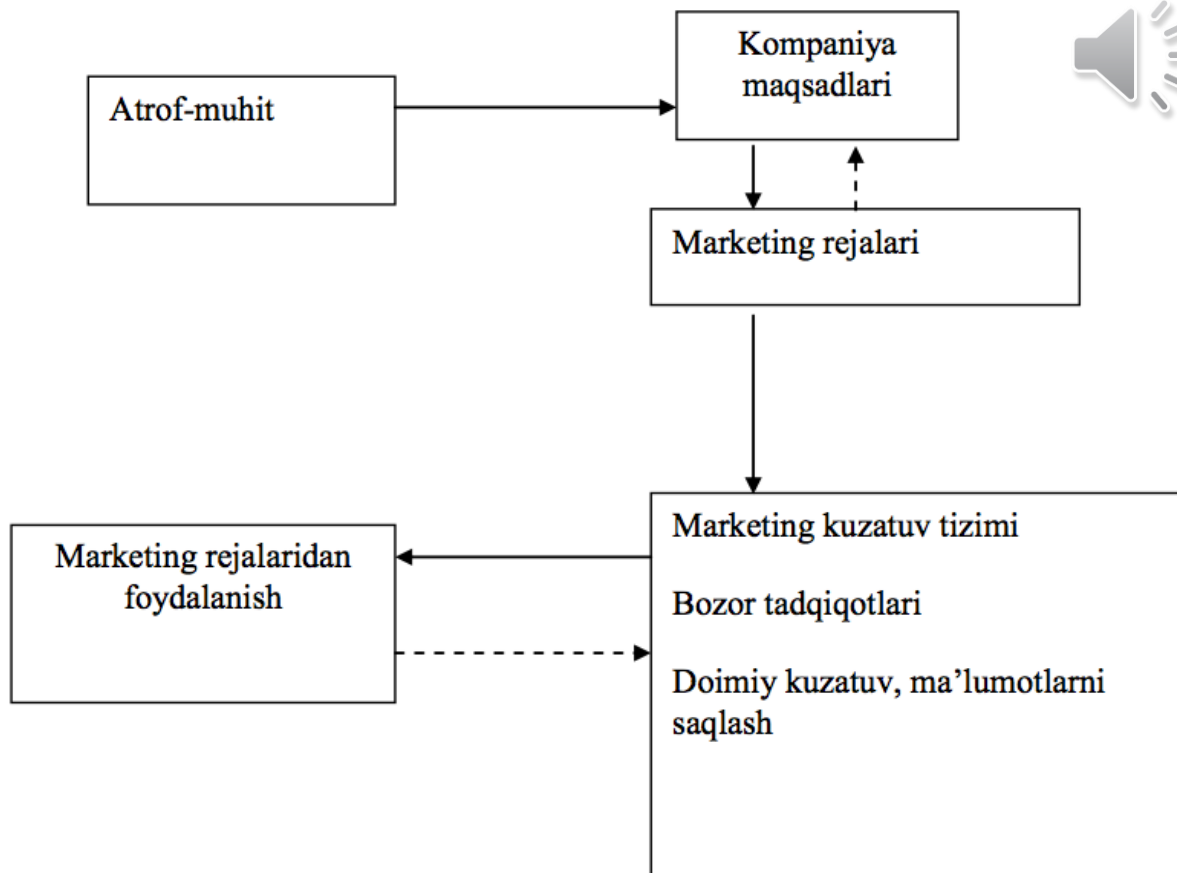 Kompaniya
maqsadlari
Atrof-muhit
Marketing rejalari
Marketing rejalaridan
foydalanish
Marketing kuzatuv tizimi
Bozor tadqiqotlari
Doimiy kuzatuv, ma’lumotlarni
saqlash